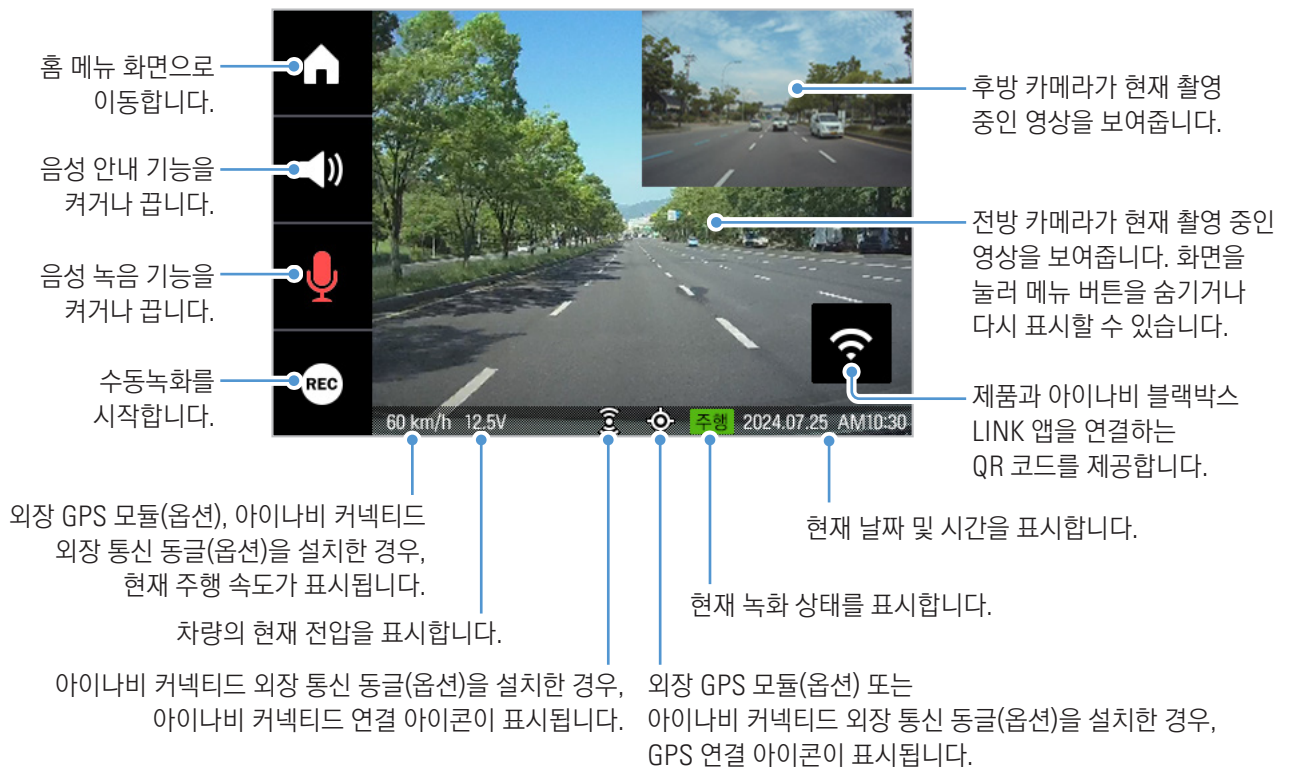 홈 메뉴 화면으로
이동합니다.
음성 안내 기능을
켜거나 끕니다.
음성 녹음 기능을
켜거나 끕니다.
수동녹화를
시작합니다.
REC
후방 카메라가 현재 촬영
중인 영상을 보여줍니다.
전방 카메라가 현재 촬영 중인
영상을 보여줍니다. 화면을
눌러 메뉴 버튼을 숨기거나
다시 표시할 수 있습니다.
제품과 아이나비 블랙박스
LINK 앱을 연결하는
QR 코드를 제공합니다.
60 km/h 12.5V 주행 2024.07.25 AM10:30
외장 GPS 모듈(옵션), 아이나비 커넥티드
외장 통신 동글(옵션)을 설치한 경우,
현재 주행 속도가 표시됩니다.
차량의 현재 전압을 표시합니다.
아이나비 커넥티드 외장 통신 동글(옵션)을 설치한 경우,
아이나비 커넥티드 연결 아이콘이 표시됩니다.
현재 날짜 및 시간을 표시합니다.
현재 녹화 상태를 표시합니다.
외장 GPS 모듈(옵션) 또는
아이나비 커넥티드 외장 통신 동글(옵션)을 설치한 경우,
GPS 연결 아이콘이 표시됩니다.